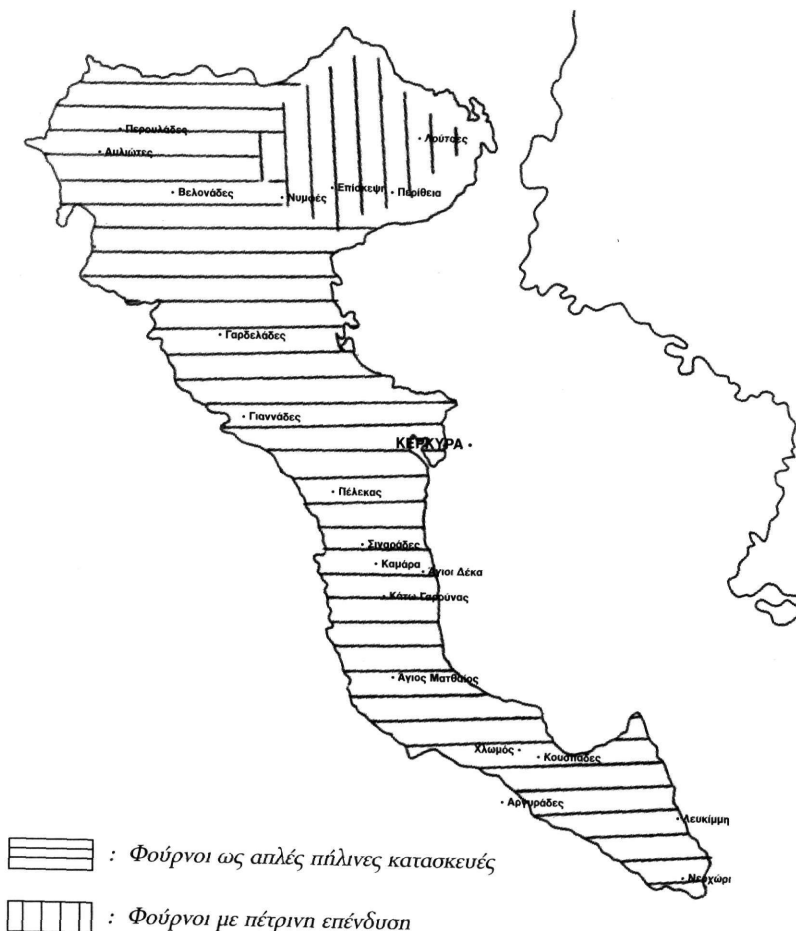 · Περουλάδες
· Λούτσες
· Αυλιώτες
· Βελονάδες
· Νυμφές
· Επίσκεψη
· Περίθεια
· Γαρδελάδες
· Γιαννάδες
ΚΕΡΚΥΡΑ ·
· Πέλεκας
· Σιναράδες
· Καμάρα
· Άγιοι Δέκα
· Κάτω Γαρούνας
· Άγιος Ματθαίος
Χλωμός ·
· Κουσπάδες
· Αργυράδες
· Λευκίμμη
· Νεοχώρι
: Φούρνοι ως απλές πήλινες κατασκευές
: Φούρνοι με πέτρινη επένδυση